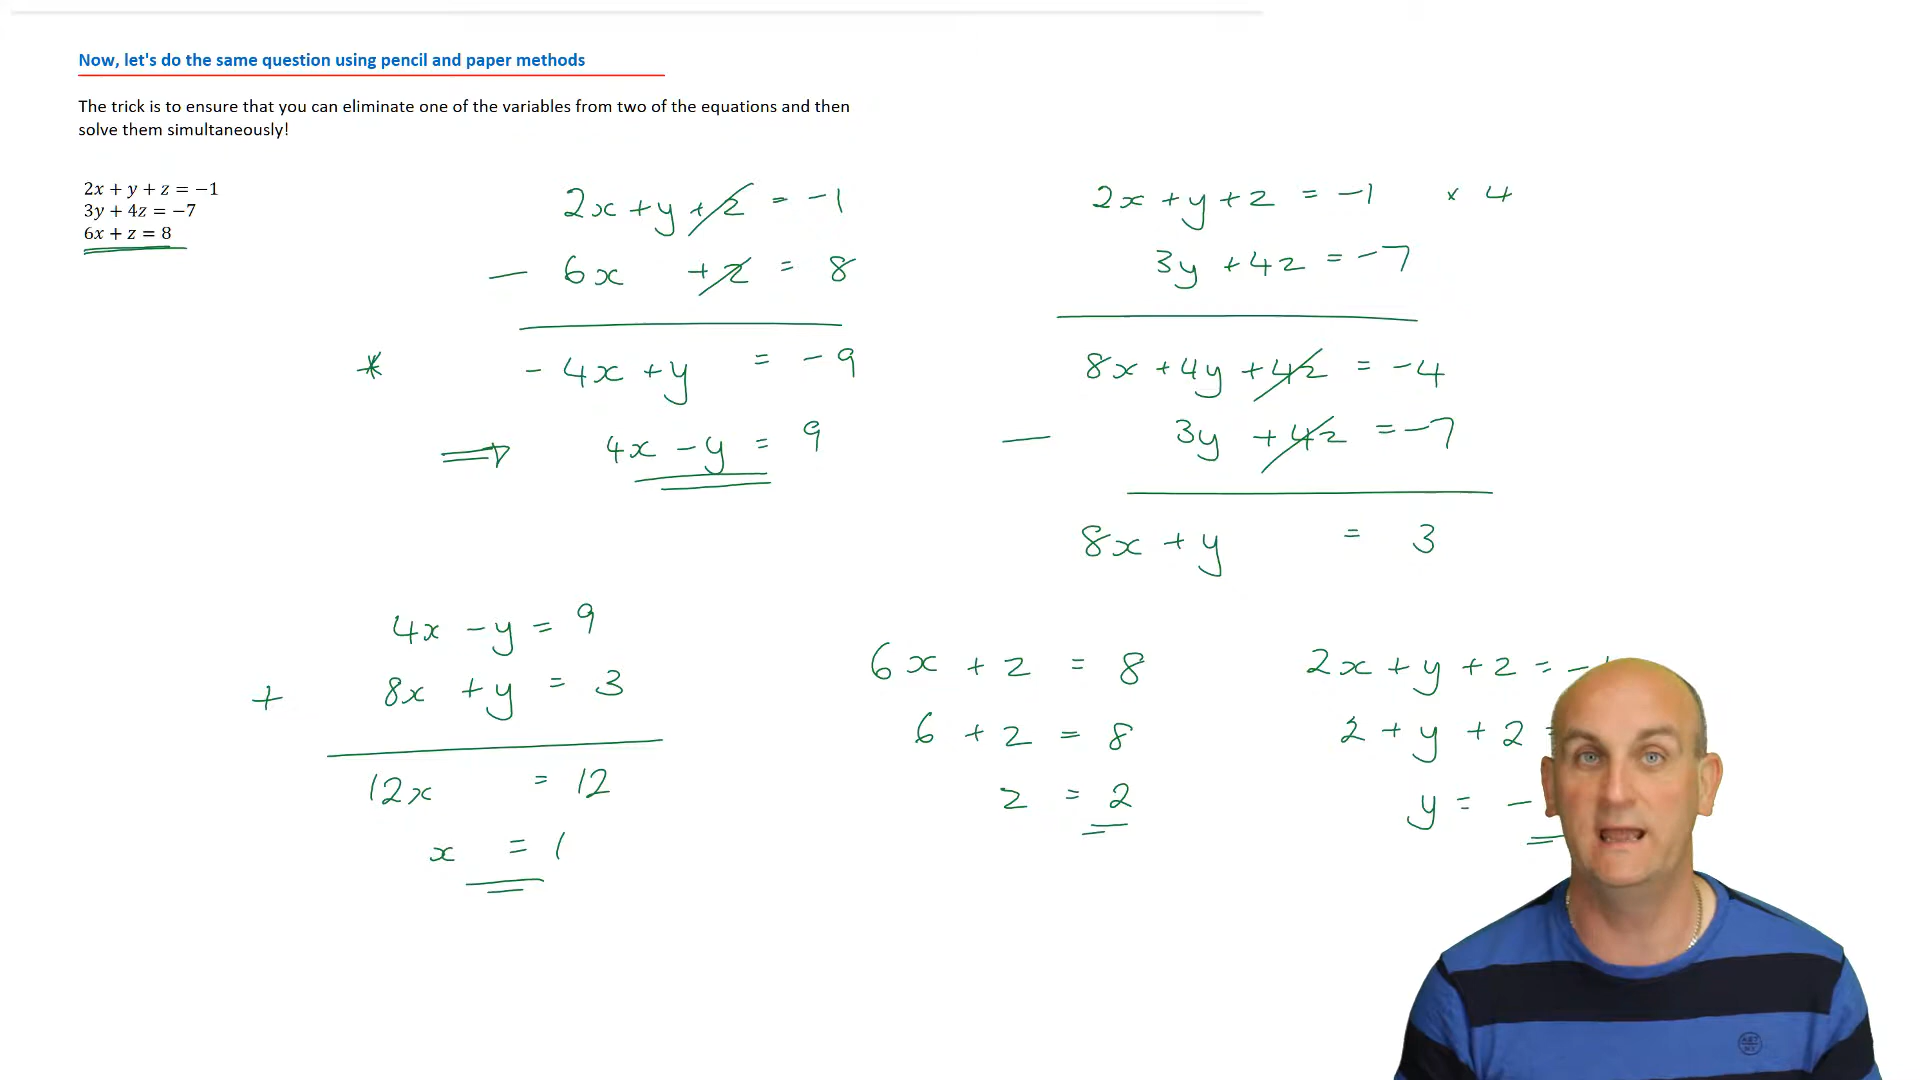 Now, let's do the same question using pencil and paper methods
The trick is to ensure that you can eliminate one of the variables from two of the equations and then
solve them simultaneously!
2x + y + z = −1
3y + 4z = −7
6x + z = 8
2x + y + z = -1
- 6x + z = 8
* - 4x + y = - 9
⇒ 4x - y = 9
2x + y + z = -1 × 4
3y + 4z = -7
8x + 4y + 4z = -4
- 3y + 4z = -7
8x + y = 3
4x - y = 9
+ 8x + y = 3
12x = 12
x = 1
6x + z = 8
6 + z = 8
z = 2
2x + y + z = -
2 + y + 2 =
y = -